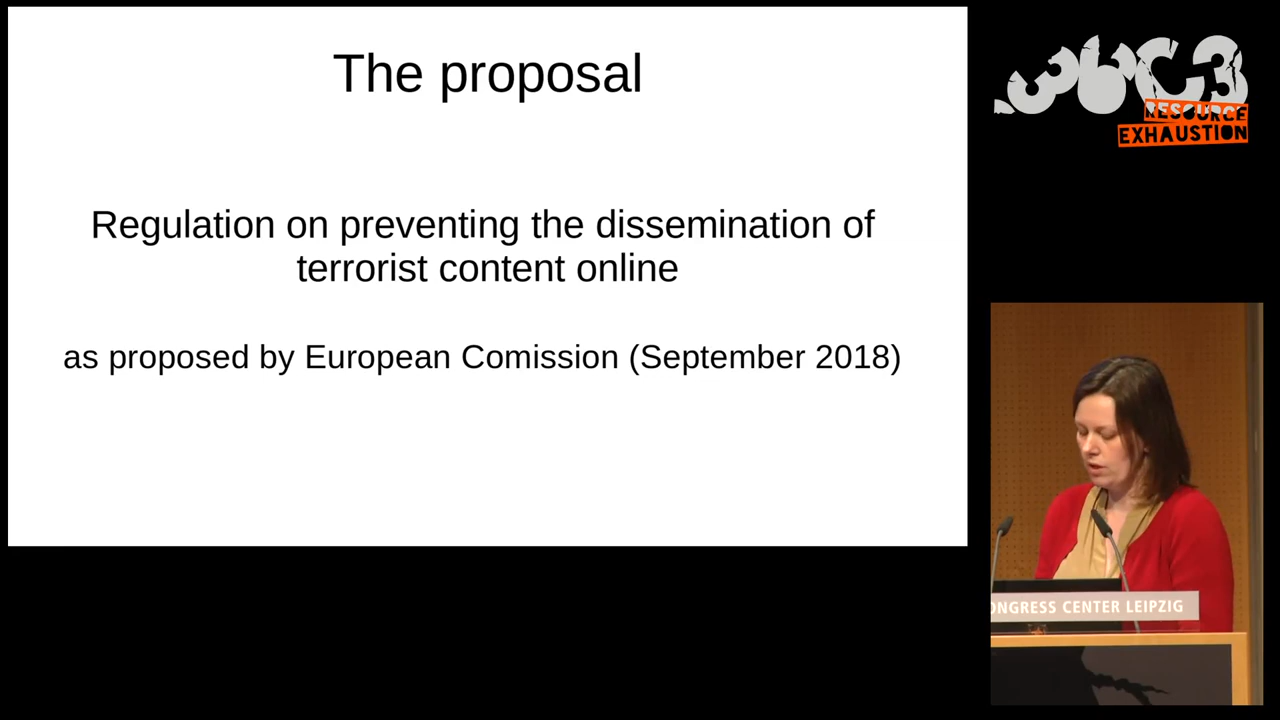 The proposal
Regulation on preventing the dissemination of
terrorist content online
as proposed by European Comission (September 2018)
36C3
RESOURCE
EXHAUSTION
ONGRESS CENTER LEIPZIG